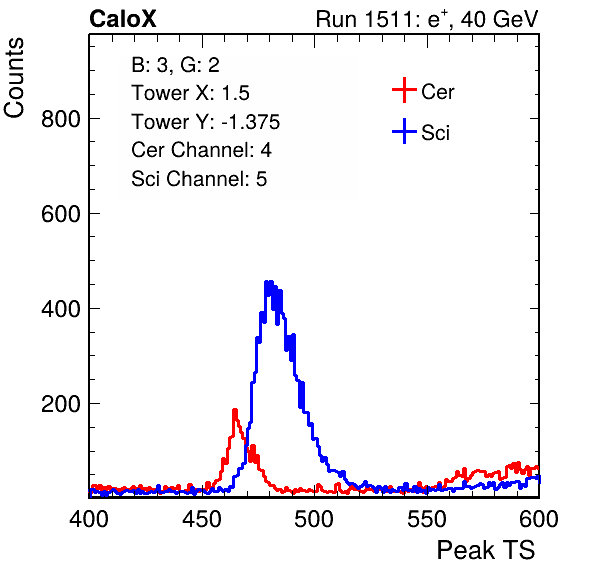 CaloX Run 1511: e⁺, 40 GeV
Counts
B: 3, G: 2
Tower X: 1.5
Tower Y: -1.375
Cer Channel: 4
Sci Channel: 5
Cer
Sci
800
600
400
200
400 450 500 550 600
Peak TS